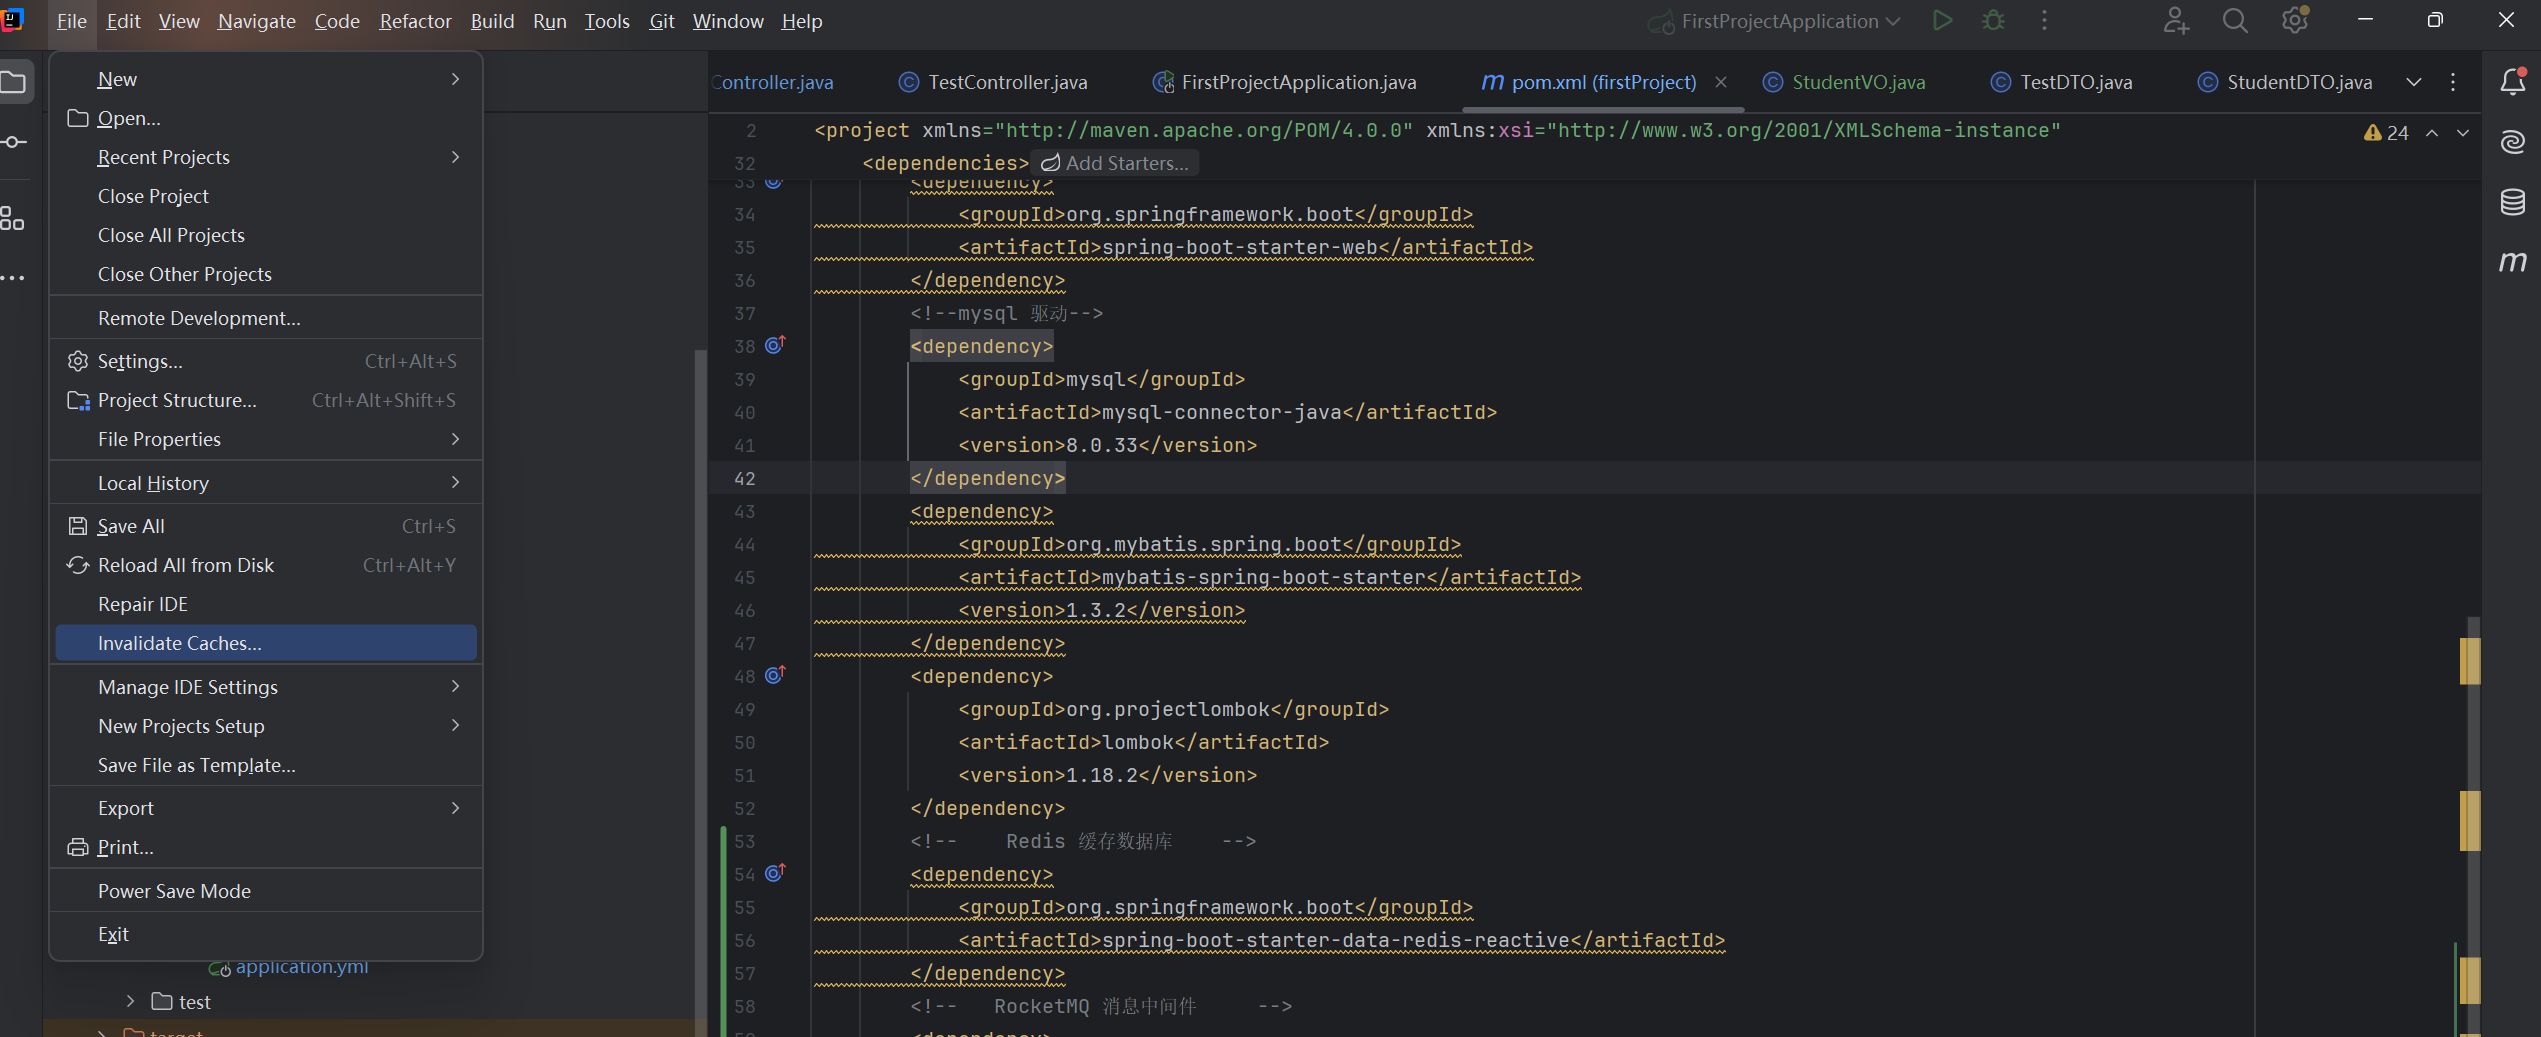 File Edit View Navigate Code Refactor Build Run Tools Git Window Help
FirstProjectApplication
New
Open...
Recent Projects
Close Project
Close All Projects
Close Other Projects
Remote Development...
Settings... Ctrl+Alt+S
Project Structure... Ctrl+Alt+Shift+S
File Properties
Local History
Save All Ctrl+S
Reload All from Disk Ctrl+Alt+Y
Repair IDE
Invalidate Caches...
Manage IDE Settings
New Projects Setup
Save File as Template...
Export
Print...
Power Save Mode
Exit
application.yml
test
target
Controller.java TestController.java FirstProjectApplication.java m pom.xml (firstProject) StudentVO.java TestDTO.java StudentDTO.java
24
2 <project xmlns="http://maven.apache.org/POM/4.0.0" xmlns:xsi="http://www.w3.org/2001/XMLSchema-instance"
32 <dependencies> Add Starters...
33 <dependency>
34 <groupId>org.springframework.boot</groupId>
35 <artifactId>spring-boot-starter-web</artifactId>
36 </dependency>
37 <!--mysql 驱动-->
38 <dependency>
39 <groupId>mysql</groupId>
40 <artifactId>mysql-connector-java</artifactId>
41 <version>8.0.33</version>
42 </dependency>
43 <dependency>
44 <groupId>org.mybatis.spring.boot</groupId>
45 <artifactId>mybatis-spring-boot-starter</artifactId>
46 <version>1.3.2</version>
47 </dependency>
48 <dependency>
49 <groupId>org.projectlombok</groupId>
50 <artifactId>lombok</artifactId>
51 <version>1.18.2</version>
52 </dependency>
53 <!-- Redis 缓存数据库 -->
54 <dependency>
55 <groupId>org.springframework.boot</groupId>
56 <artifactId>spring-boot-starter-data-redis-reactive</artifactId>
57 </dependency>
58 <!-- RocketMQ 消息中间件 -->
59 <dependency>
m